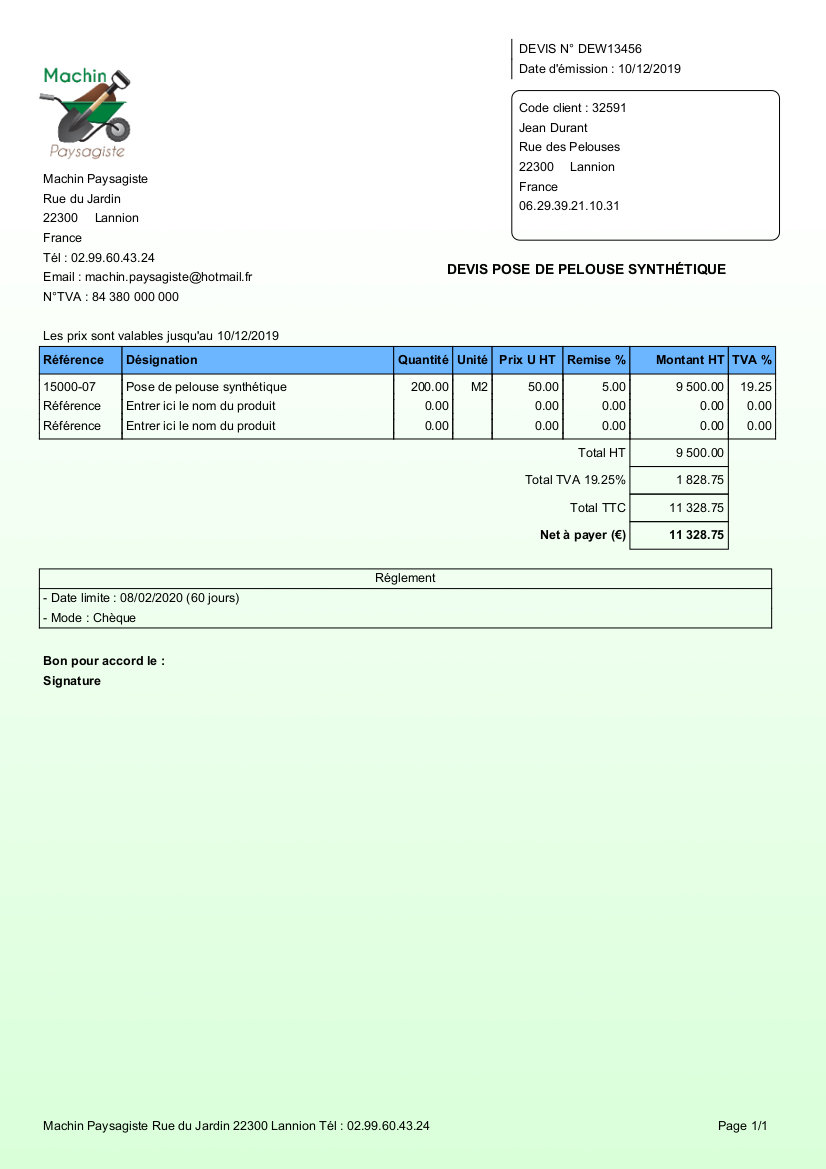 DEVIS N° DEW13456
Date d'émission : 10/12/2019
Machin
Paysagiste
Code client : 32591
Jean Durant
Rue des Pelouses
22300 Lannion
France
06.29.39.21.10.31
Machin Paysagiste
Rue du Jardin
22300 Lannion
France
Tél : 02.99.60.43.24
Email : machin.paysagiste@hotmail.fr
N°TVA : 84 380 000 000
DEVIS POSE DE PELOUSE SYNTHÉTIQUE
Les prix sont valables jusqu'au 10/12/2019
Référence Désignation Quantité Unité Prix U HT Remise % Montant HT TVA %
15000-07 Pose de pelouse synthétique 200.00 M2 50.00 5.00 9 500.00 19.25
Référence Entrer ici le nom du produit 0.00 0.00 0.00 0.00 0.00
Référence Entrer ici le nom du produit 0.00 0.00 0.00 0.00 0.00
Total HT 9 500.00
Total TVA 19.25% 1 828.75
Total TTC 11 328.75
Net à payer (€) 11 328.75
Réglement
- Date limite : 08/02/2020 (60 jours)
- Mode : Chèque
Bon pour accord le :
Signature
Machin Paysagiste Rue du Jardin 22300 Lannion Tél : 02.99.60.43.24 Page 1/1